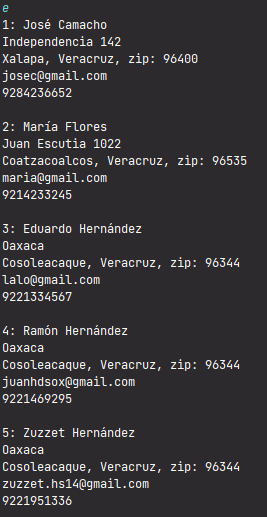 e
1: José Camacho
Independencia 142
Xalapa, Veracruz, zip: 96400
josec@gmail.com
9284236652
2: María Flores
Juan Escutia 1022
Coatzacoalcos, Veracruz, zip: 96535
maria@gmail.com
9214233245
3: Eduardo Hernández
Oaxaca
Cosoleacaque, Veracruz, zip: 96344
lalo@gmail.com
9221334567
4: Ramón Hernández
Oaxaca
Cosoleacaque, Veracruz, zip: 96344
juanhdsox@gmail.com
9221469295
5: Zuzzet Hernández
Oaxaca
Cosoleacaque, Veracruz, zip: 96344
zuzzet.hs14@gmail.com
9221951336